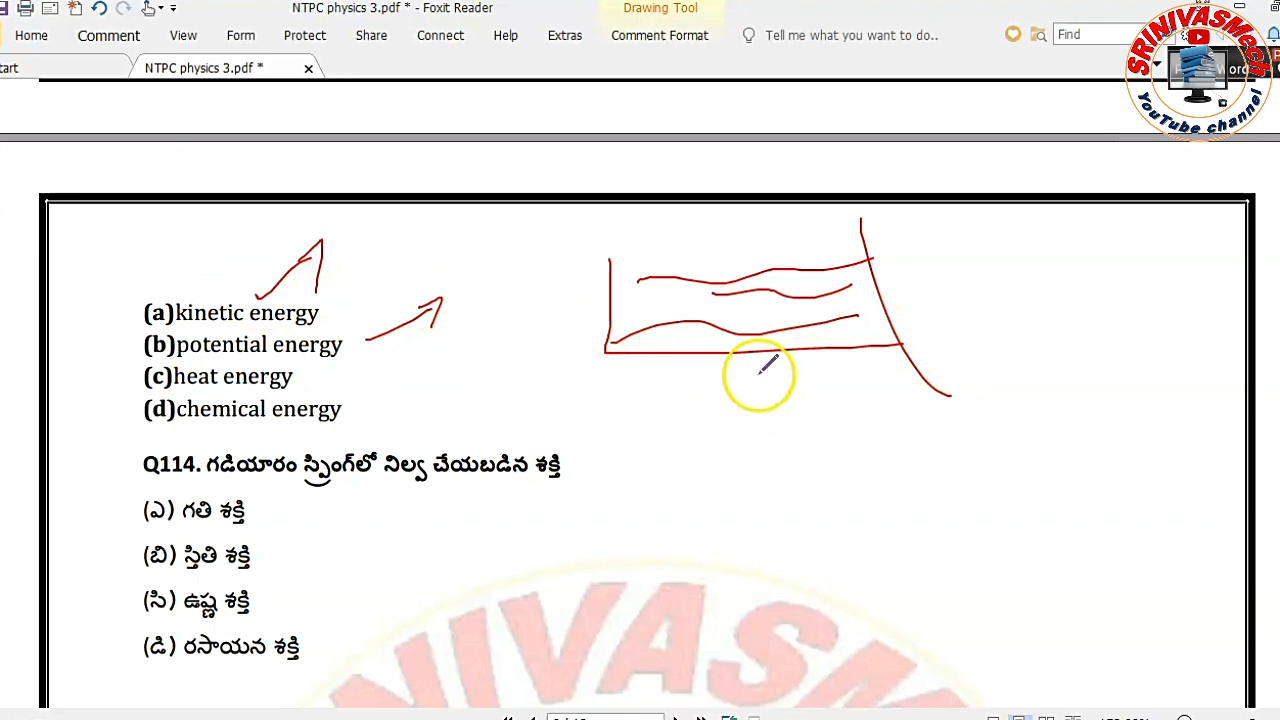 NTPC physics 3.pdf * - Foxit Reader
Drawing Tool
Home Comment View Form Protect Share Connect Help Extras Comment Format Tell me what you want to do.. Find
tart
NTPC physics 3.pdf *
SRINIVASMech
YouTube channel
(a)kinetic energy
(b)potential energy
(c)heat energy
(d)chemical energy
Q114. గడియారం స్ప్రింగ్‌లో నిల్వ చేయబడిన శక్తి
(ఎ) గతి శక్తి
(బి) స్తితి శక్తి
(సి) ఉష్ణ శక్తి
(డి) రసాయన శక్తి
NIVASM